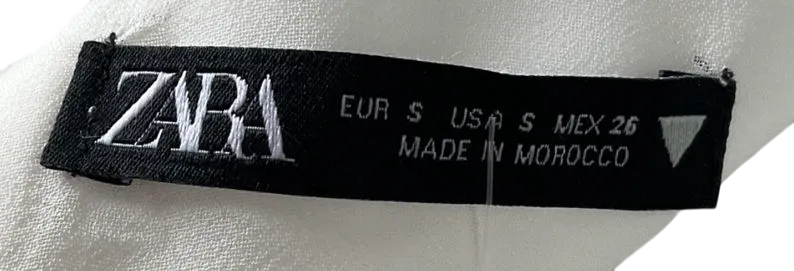 ZARA
EUR S USA S MEX 26
MADE IN MOROCCO